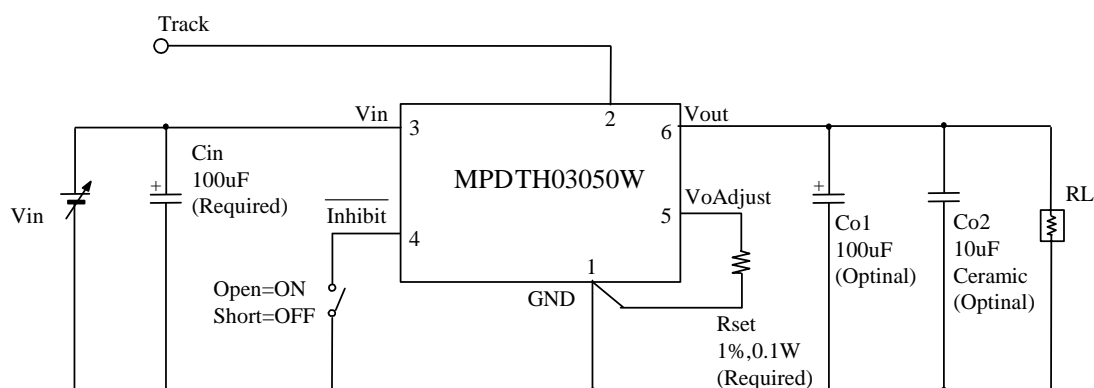 Track
Vin
3
2
6
Vout
Cin
100uF
(Required)
+
MPDTH03050W
Vin
Inhibit
4
5
VoAdjust
+
Co1
100uF
(Optinal)
Co2
10uF
Ceramic
(Optinal)
RL
Open=ON
Short=OFF
1
GND
Rset
1%,0.1W
(Required)